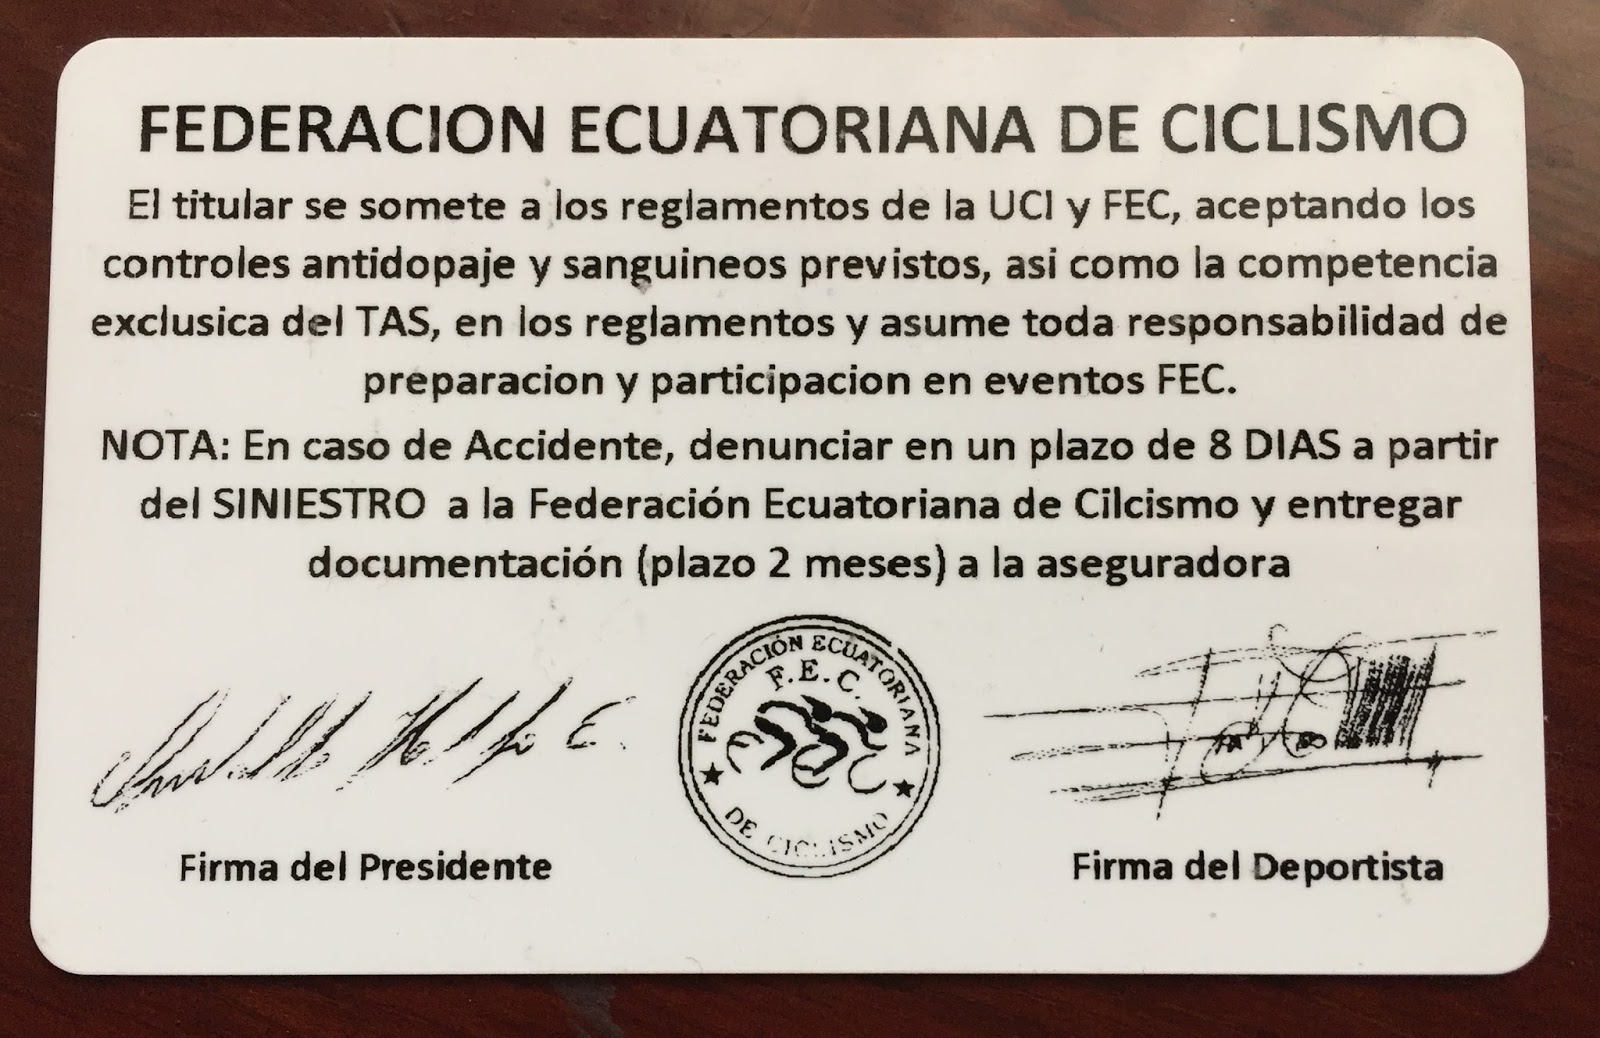 FEDERACION ECUATORIANA DE CICLISMO
El titular se somete a los reglamentos de la UCI y FEC, aceptando los
controles antidopaje y sanguineos previstos, asi como la competencia
exclusica del TAS, en los reglamentos y asume toda responsabilidad de
preparacion y participacion en eventos FEC.
NOTA: En caso de Accidente, denunciar en un plazo de 8 DIAS a partir
del SINIESTRO a la Federación Ecuatoriana de Cilcismo y entregar
documentación (plazo 2 meses) a la aseguradora
FEDERACIÓN ECUATORIANA
F.E.C.
DE CICLISMO
Firma del Presidente
Firma del Deportista